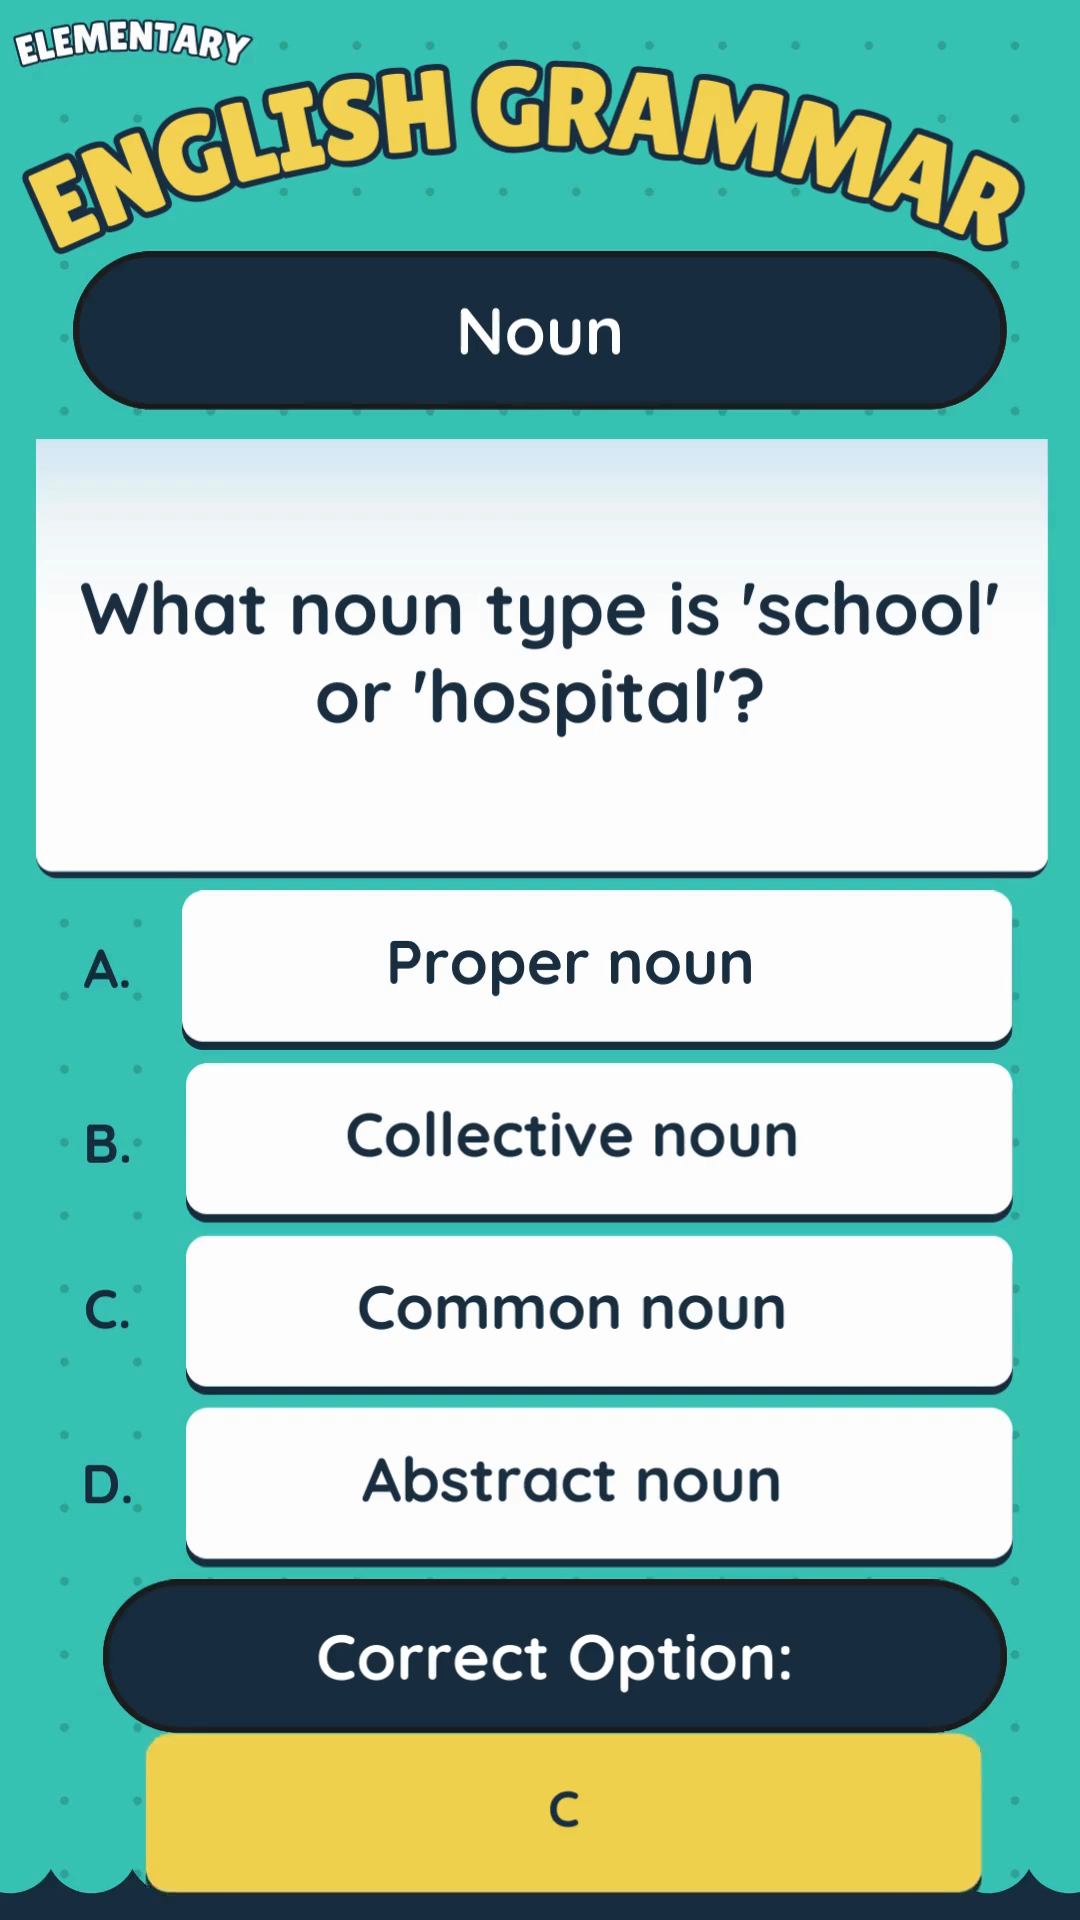 ELEMENTARY
ENGLISH GRAMMAR
Noun
What noun type is 'school'
or 'hospital'?
A. Proper noun
B. Collective noun
C. Common noun
D. Abstract noun
Correct Option:
C